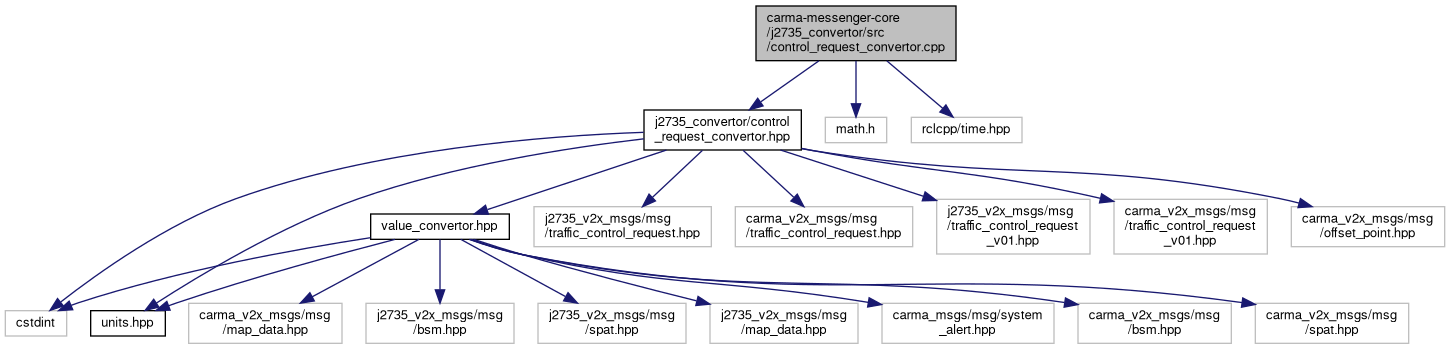 carma-messenger-core
/j2735_convertor/src
/control_request_convertor.cpp
j2735_convertor/control
_request_convertor.hpp
math.h
rclcpp/time.hpp
value_convertor.hpp
j2735_v2x_msgs/msg
/traffic_control_request.hpp
carma_v2x_msgs/msg
/traffic_control_request.hpp
j2735_v2x_msgs/msg
/traffic_control_request
_v01.hpp
carma_v2x_msgs/msg
/traffic_control_request
_v01.hpp
carma_v2x_msgs/msg
/offset_point.hpp
cstdint
units.hpp
carma_v2x_msgs/msg
/map_data.hpp
j2735_v2x_msgs/msg
/bsm.hpp
j2735_v2x_msgs/msg
/spat.hpp
j2735_v2x_msgs/msg
/map_data.hpp
carma_msgs/msg/system
_alert.hpp
carma_v2x_msgs/msg
/bsm.hpp
carma_v2x_msgs/msg
/spat.hpp